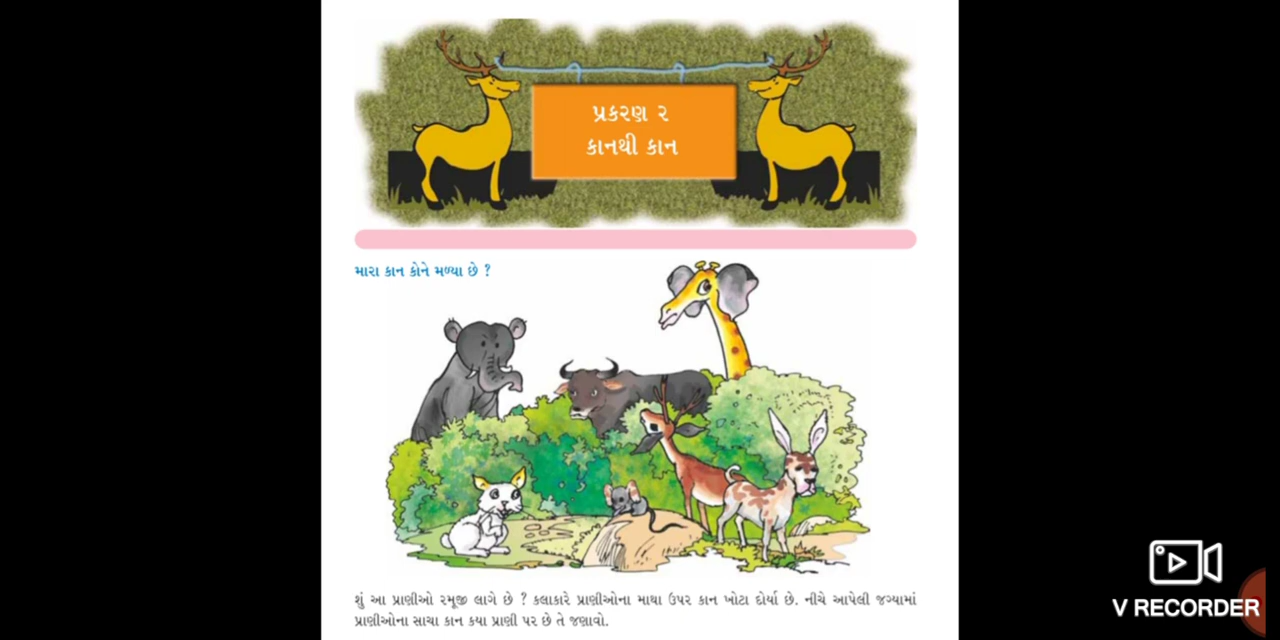 પ્રકરણ ૨
કાનથી કાન
મારા કાન કોને મળ્યા છે ?
શું આ પ્રાણીઓ રમૂજી લાગે છે ? કલાકારે પ્રાણીઓના માથા ઉપર કાન ખોટા દોર્યા છે. નીચે આપેલી જગ્યામાં
પ્રાણીઓના સાચા કાન કયા પ્રાણી પર છે તે જણાવો.
V RECORDER